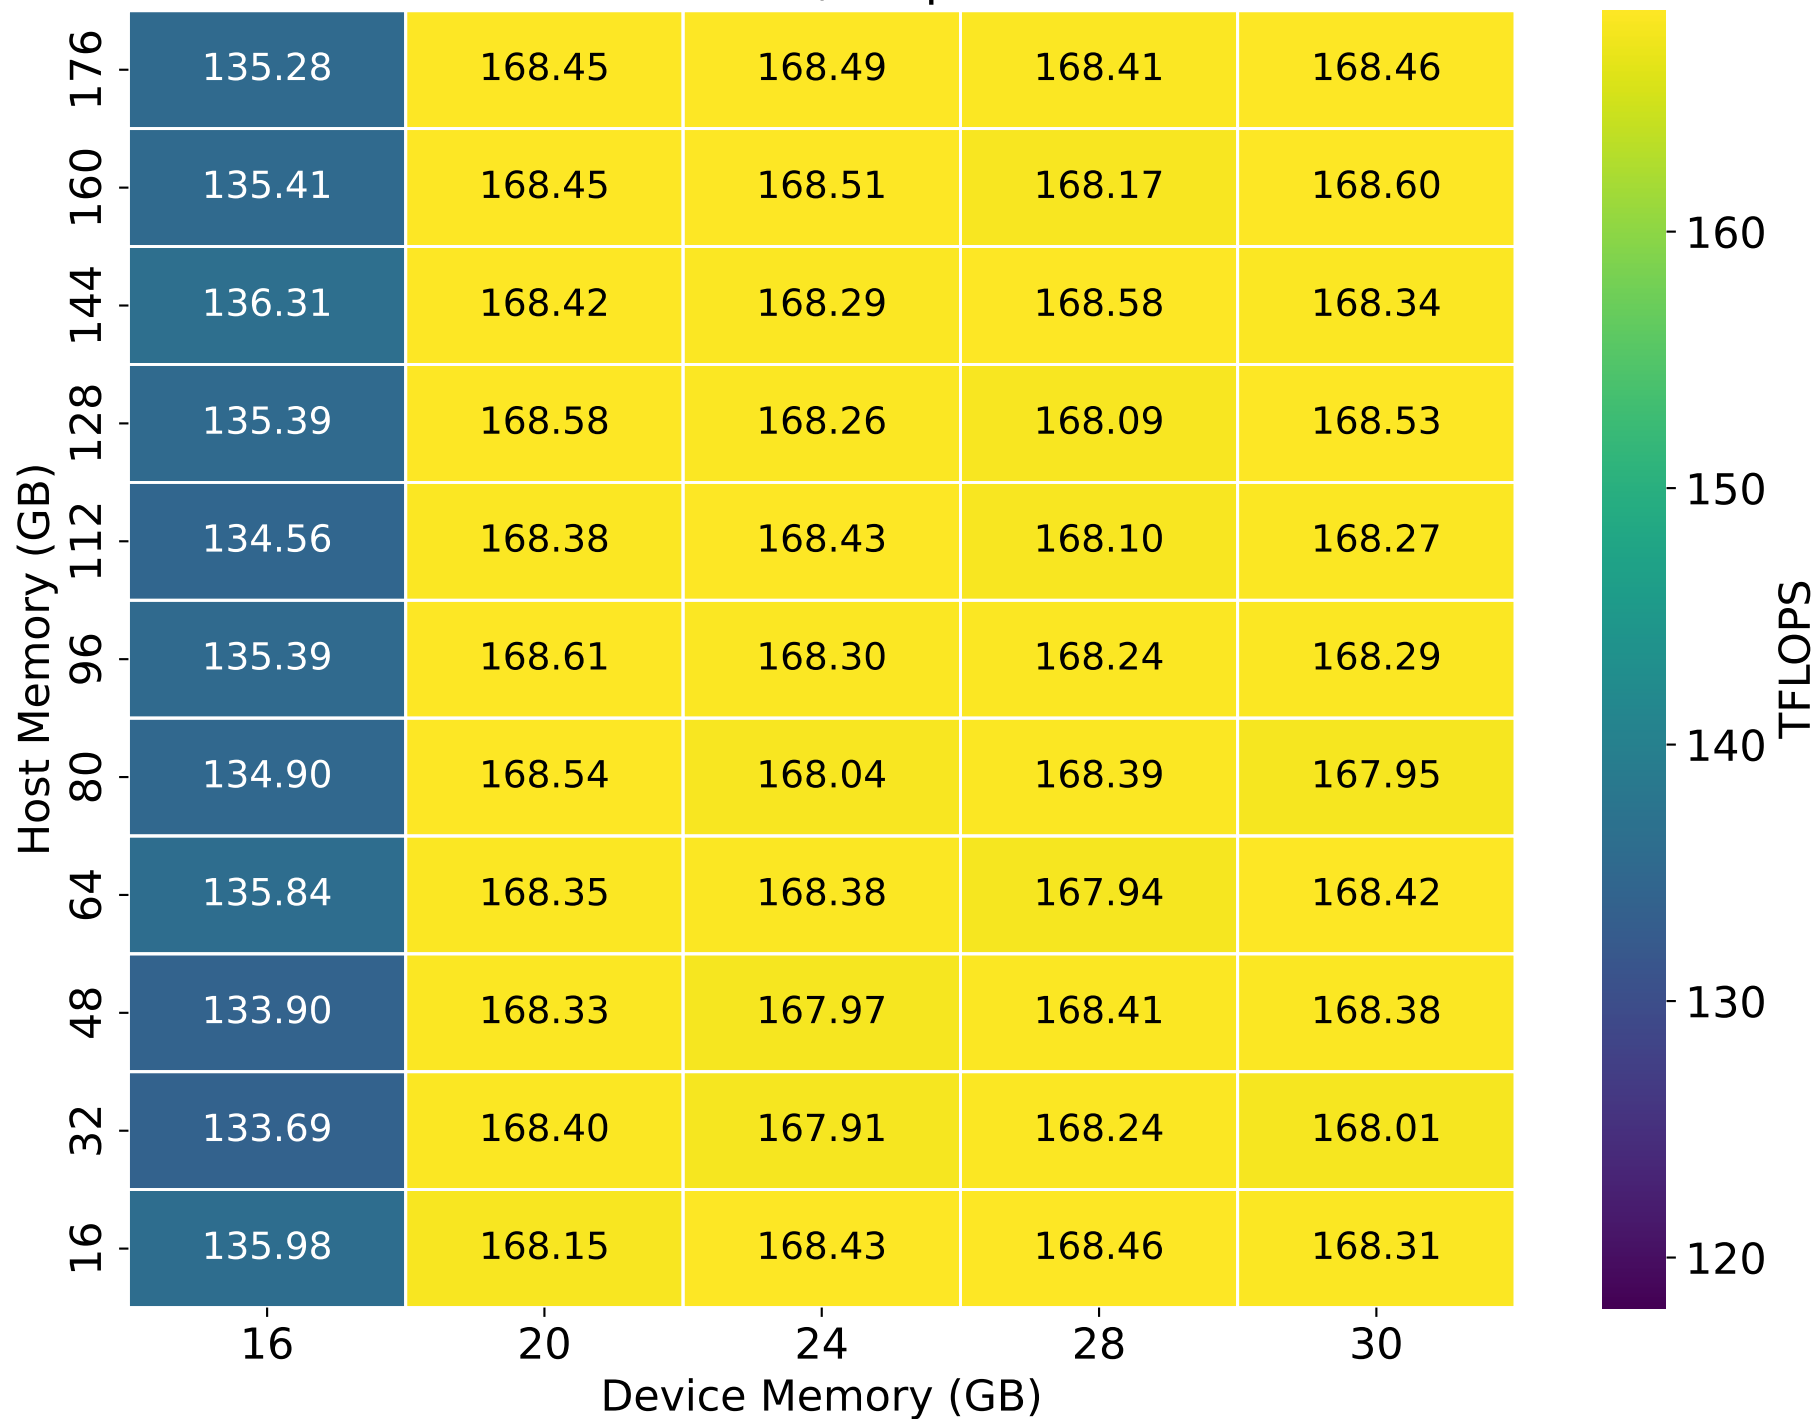 176 135.28 168.45 168.49 168.41 168.46
160 135.41 168.45 168.51 168.17 168.60
144 136.31 168.42 168.29 168.58 168.34
128 135.39 168.58 168.26 168.09 168.53
112 134.56 168.38 168.43 168.10 168.27
96 135.39 168.61 168.30 168.24 168.29
80 134.90 168.54 168.04 168.39 167.95
64 135.84 168.35 168.38 167.94 168.42
48 133.90 168.33 167.97 168.41 168.38
32 133.69 168.40 167.91 168.24 168.01
16 135.98 168.15 168.43 168.46 168.31
16 20 24 28 30
Device Memory (GB)
Host Memory (GB)
160
150
140
130
120
TFLOPS